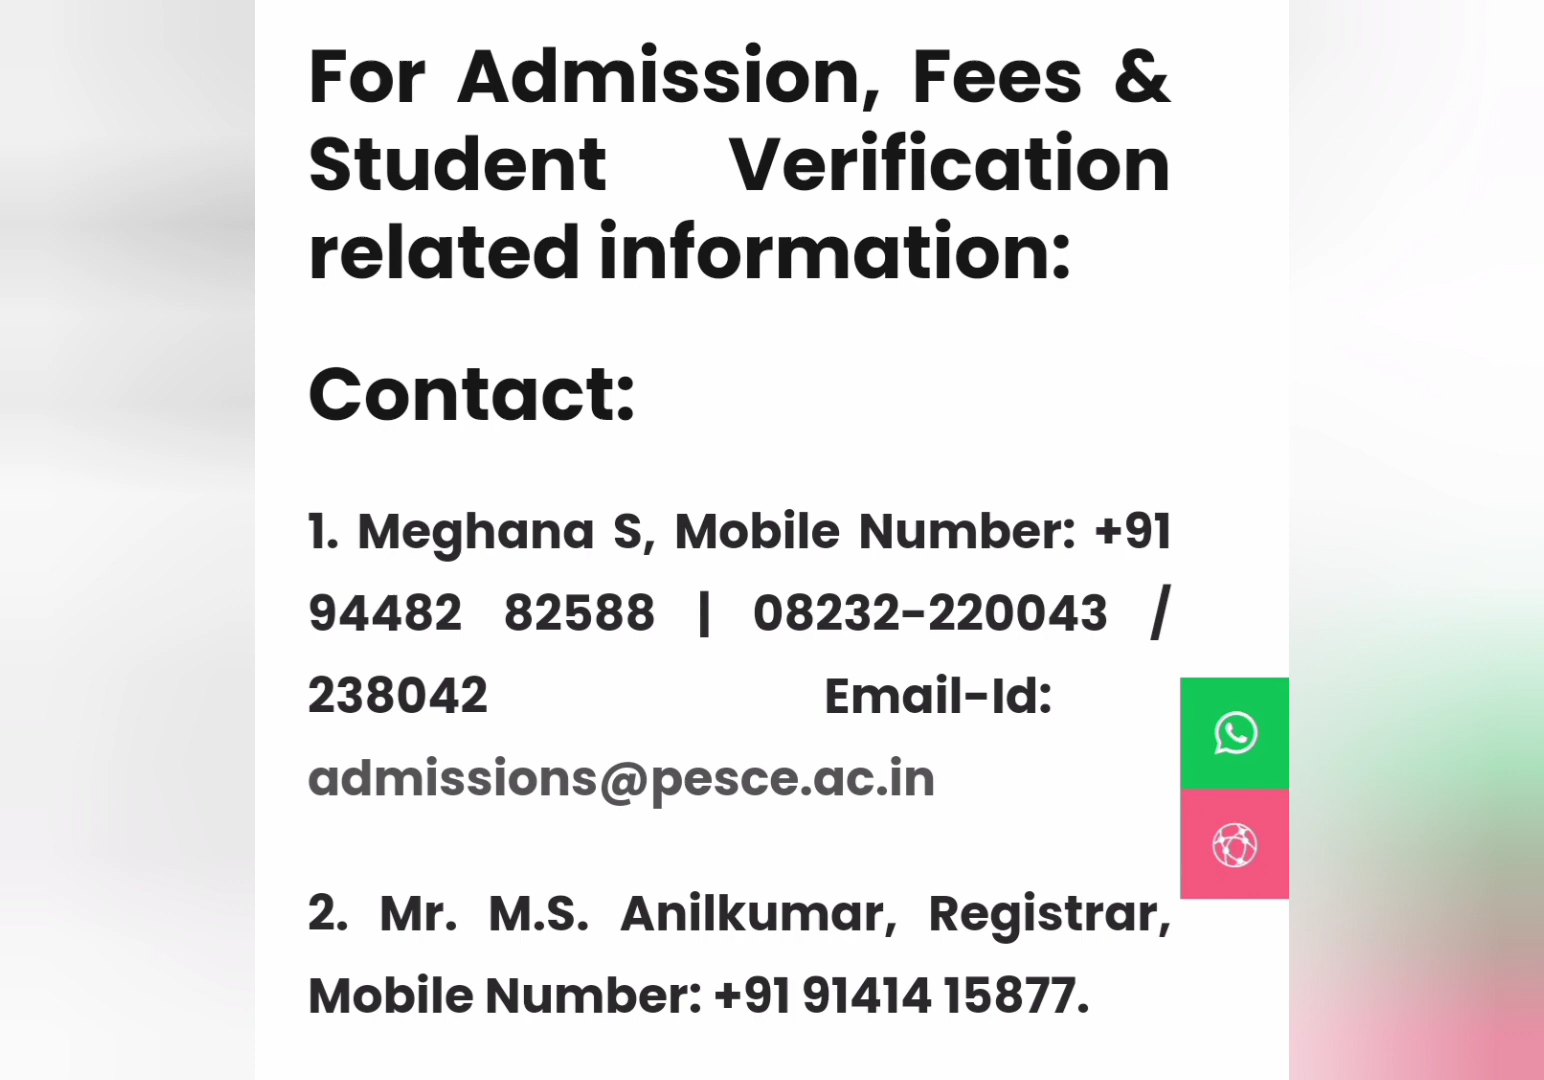 For Admission, Fees &
Student Verification
related information:
Contact:
1. Meghana S, Mobile Number: +91
94482 82588 | 08232-220043 /
238042 Email-Id:
admissions@pesce.ac.in
2. Mr. M.S. Anilkumar, Registrar,
Mobile Number: +91 91414 15877.